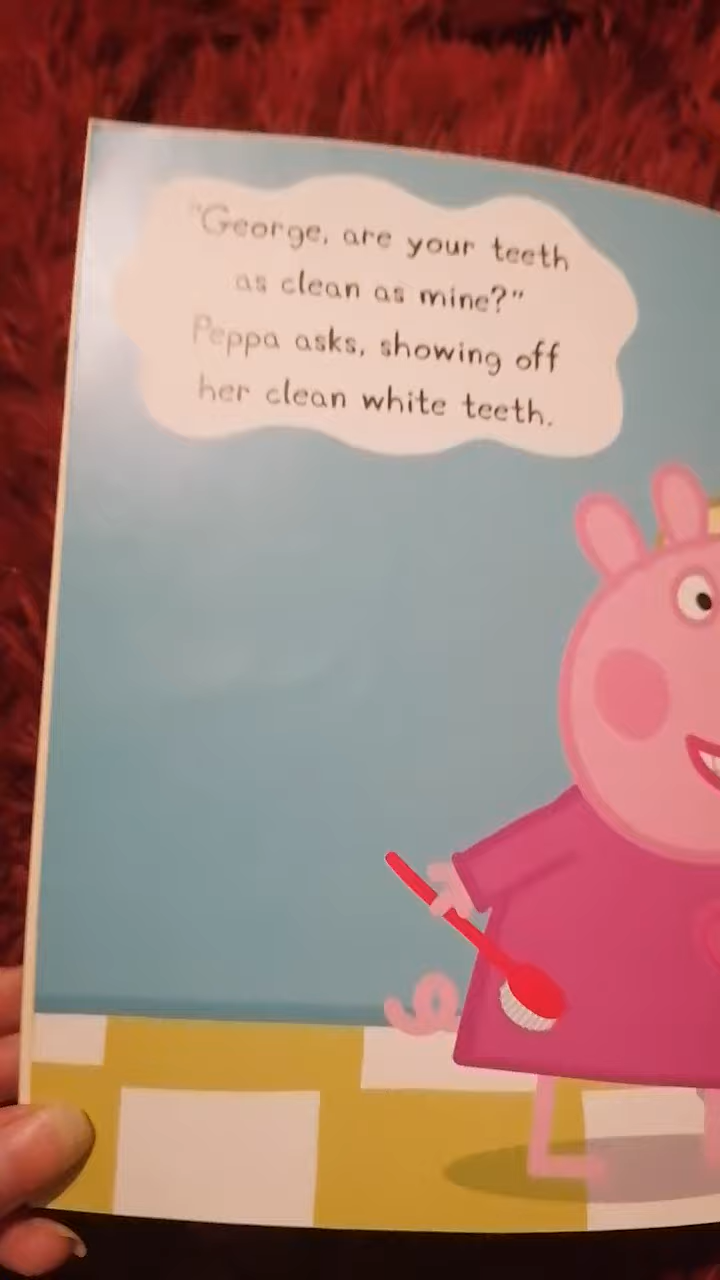 "George, are your teeth
as clean as mine?"
Peppa asks, showing off
her clean white teeth.